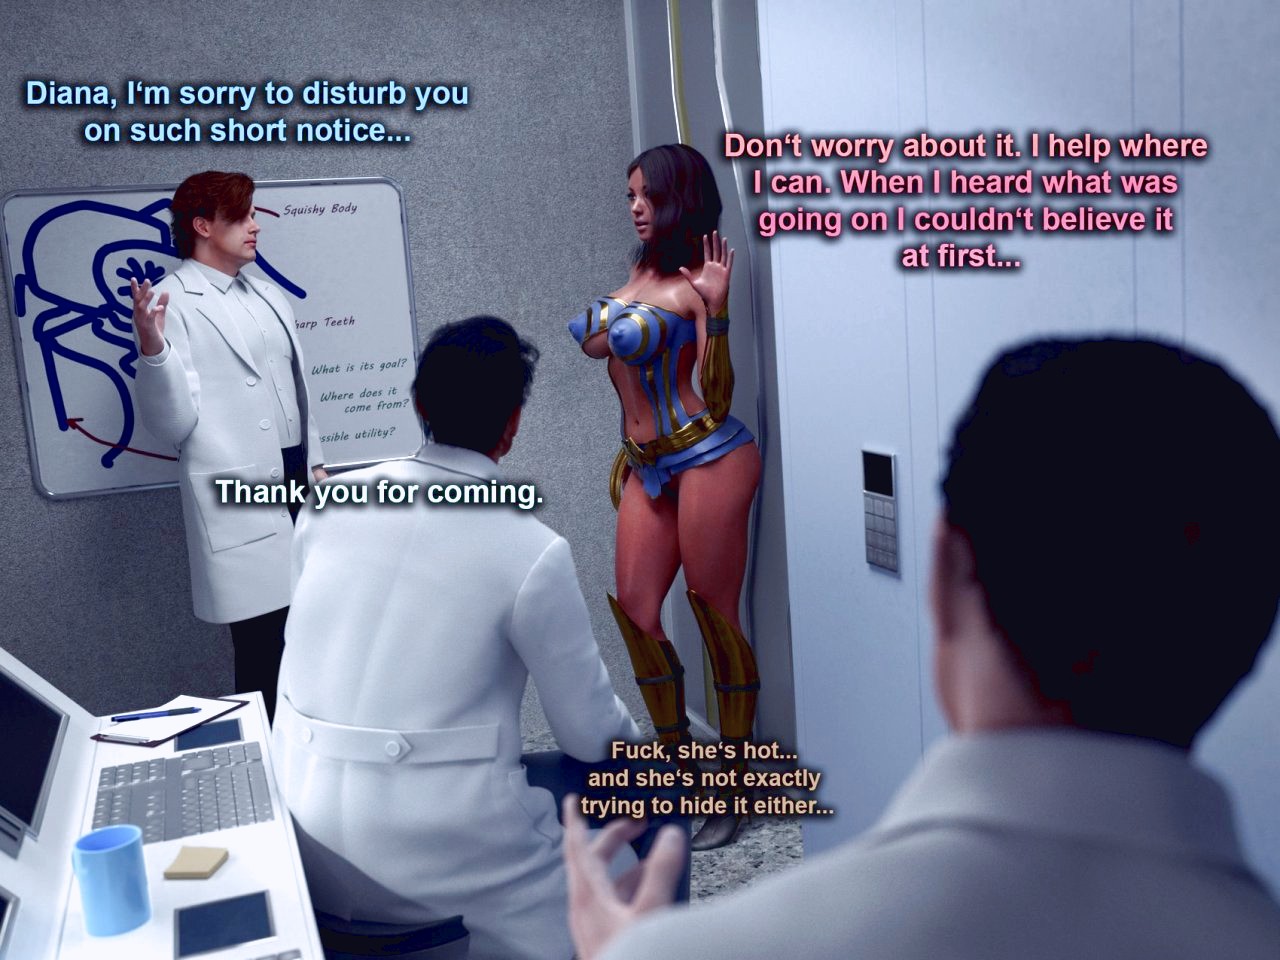 Diana, I‘m sorry to disturb you
on such short notice...
Don‘t worry about it. I help where
I can. When I heard what was
going on I couldn‘t believe it
at first...
Squishy Body
harp Teeth
What is its goal?
Where does it
come from?
ssible utility?
Thank you for coming.
Fuck, she‘s hot...
and she‘s not exactly
trying to hide it either...